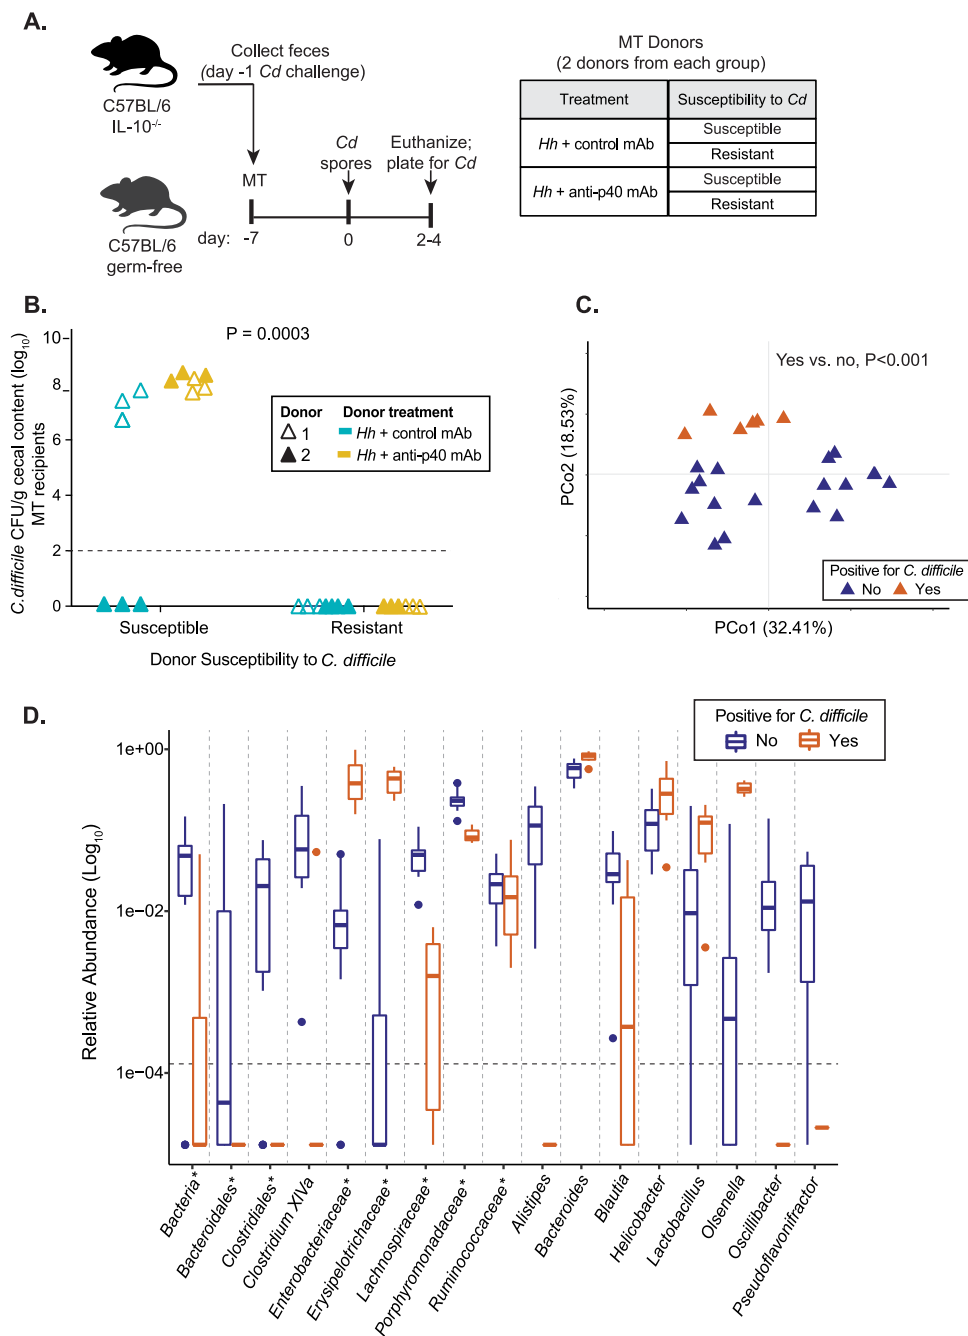 A.
Collect feces
(day -1 Cd challenge)
C57BL/6
IL-10-/-
MT
Cd
spores
Euthanize;
plate for Cd
C57BL/6
germ-free
day:
-7
0
2-4
MT Donors
(2 donors from each group)
Treatment
Susceptibility to Cd
Hh + control mAb
Susceptible
Resistant
Hh + anti-p40 mAb
Susceptible
Resistant
B.
P = 0.0003
C.difficile CFU/g cecal content (log10)
MT recipients
10
8
6
4
2
0
Donor
Donor treatment
1
Hh + control mAb
2
Hh + anti-p40 mAb
Susceptible
Resistant
Donor Susceptibility to C. difficile
C.
Yes vs. no, P<0.001
PCo2 (18.53%)
Positive for C. difficile
No
Yes
PCo1 (32.41%)
D.
Positive for C. difficile
No
Yes
Relative Abundance (Log10)
1e+00
1e-02
1e-04
Bacteria*
Bacteroidales*
Clostridiales*
Clostridium XIVa
Enterobacteriaceae*
Erysipelotrichaceae*
Lachnospiraceae*
Porphyromonadaceae*
Ruminococcaceae*
Alistipes
Bacteroides
Blautia
Helicobacter
Lactobacillus
Olsenella
Oscillibacter
Pseudoflavonifractor